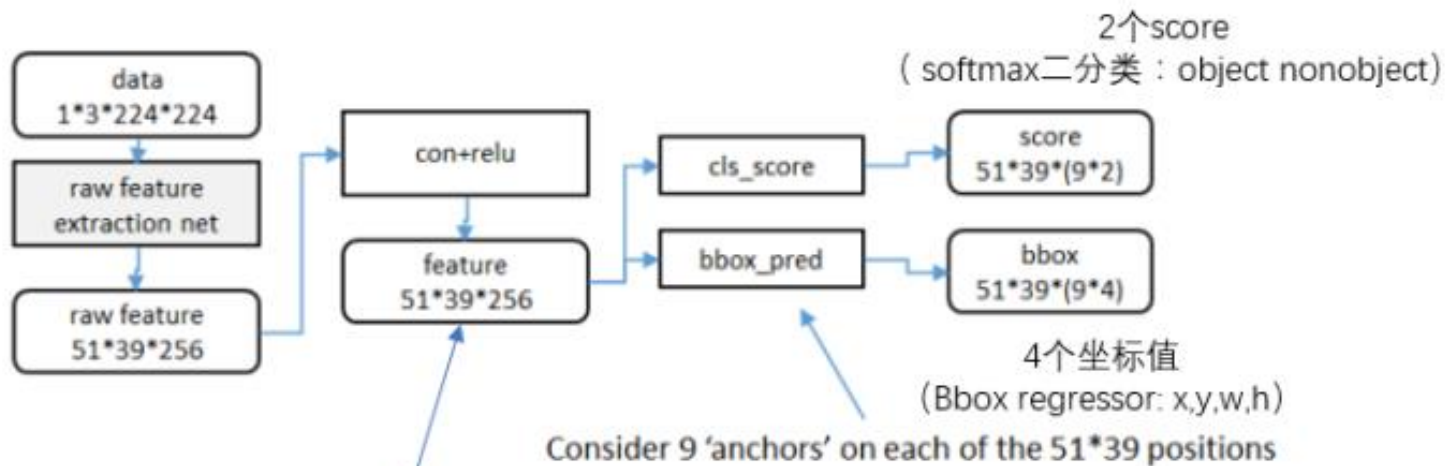 data
1*3*224*224
raw feature
extraction net
raw feature
51*39*256
con+relu
feature
51*39*256
cls_score
bbox_pred
2个score
( softmax二分类：object nonobject)
score
51*39*(9*2)
bbox
51*39*(9*4)
4个坐标值
(Bbox regressor: x,y,w,h)
Consider 9 'anchors' on each of the 51*39 positions